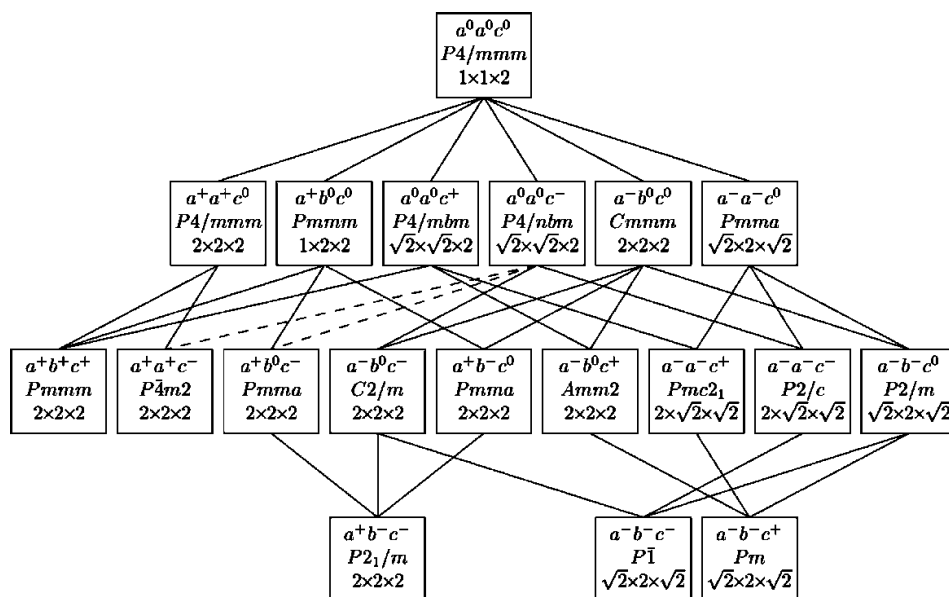 a⁰a⁰c⁰
P4/mmm
1×1×2
a⁺a⁺c⁰
P4/mmm
2×2×2
a⁺b⁰c⁰
Pmmm
1×2×2
a⁰a⁰c⁺
P4/mbm
√2×√2×2
a⁰a⁰c⁻
P4/nbm
√2×√2×2
a⁻b⁰c⁰
Cmmm
2×2×2
a⁻a⁻c⁰
Pmma
√2×2×√2
a⁺b⁺c⁺
Pmmm
2×2×2
a⁺a⁺c⁻
P4̄m2
2×2×2
a⁺b⁰c⁻
Pmma
2×2×2
a⁻b⁰c⁻
C2/m
2×2×2
a⁺b⁻c⁰
Pmma
2×2×2
a⁻b⁰c⁺
Amm2
2×2×2
a⁻a⁻c⁺
Pmc2₁
2×√2×√2
a⁻a⁻c⁻
P2/c
2×√2×√2
a⁻b⁻c⁰
P2/m
√2×2×√2
a⁺b⁻c⁻
P2₁/m
2×2×2
a⁻b⁻c⁻
P1̄
√2×2×√2
a⁻b⁻c⁺
Pm
√2×2×√2